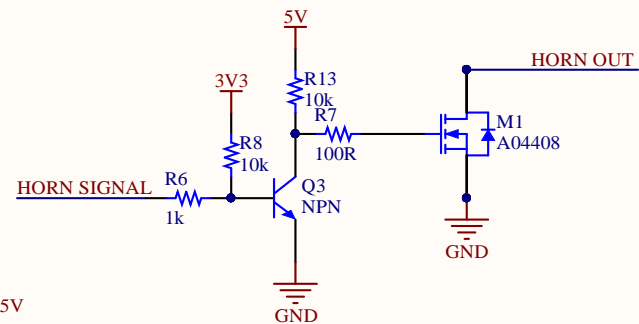 5V
HORN OUT
R13
10k
3V3
R7
100R
M1
A04408
R8
10k
HORN SIGNAL
R6
1k
Q3
NPN
GND
GND
5V